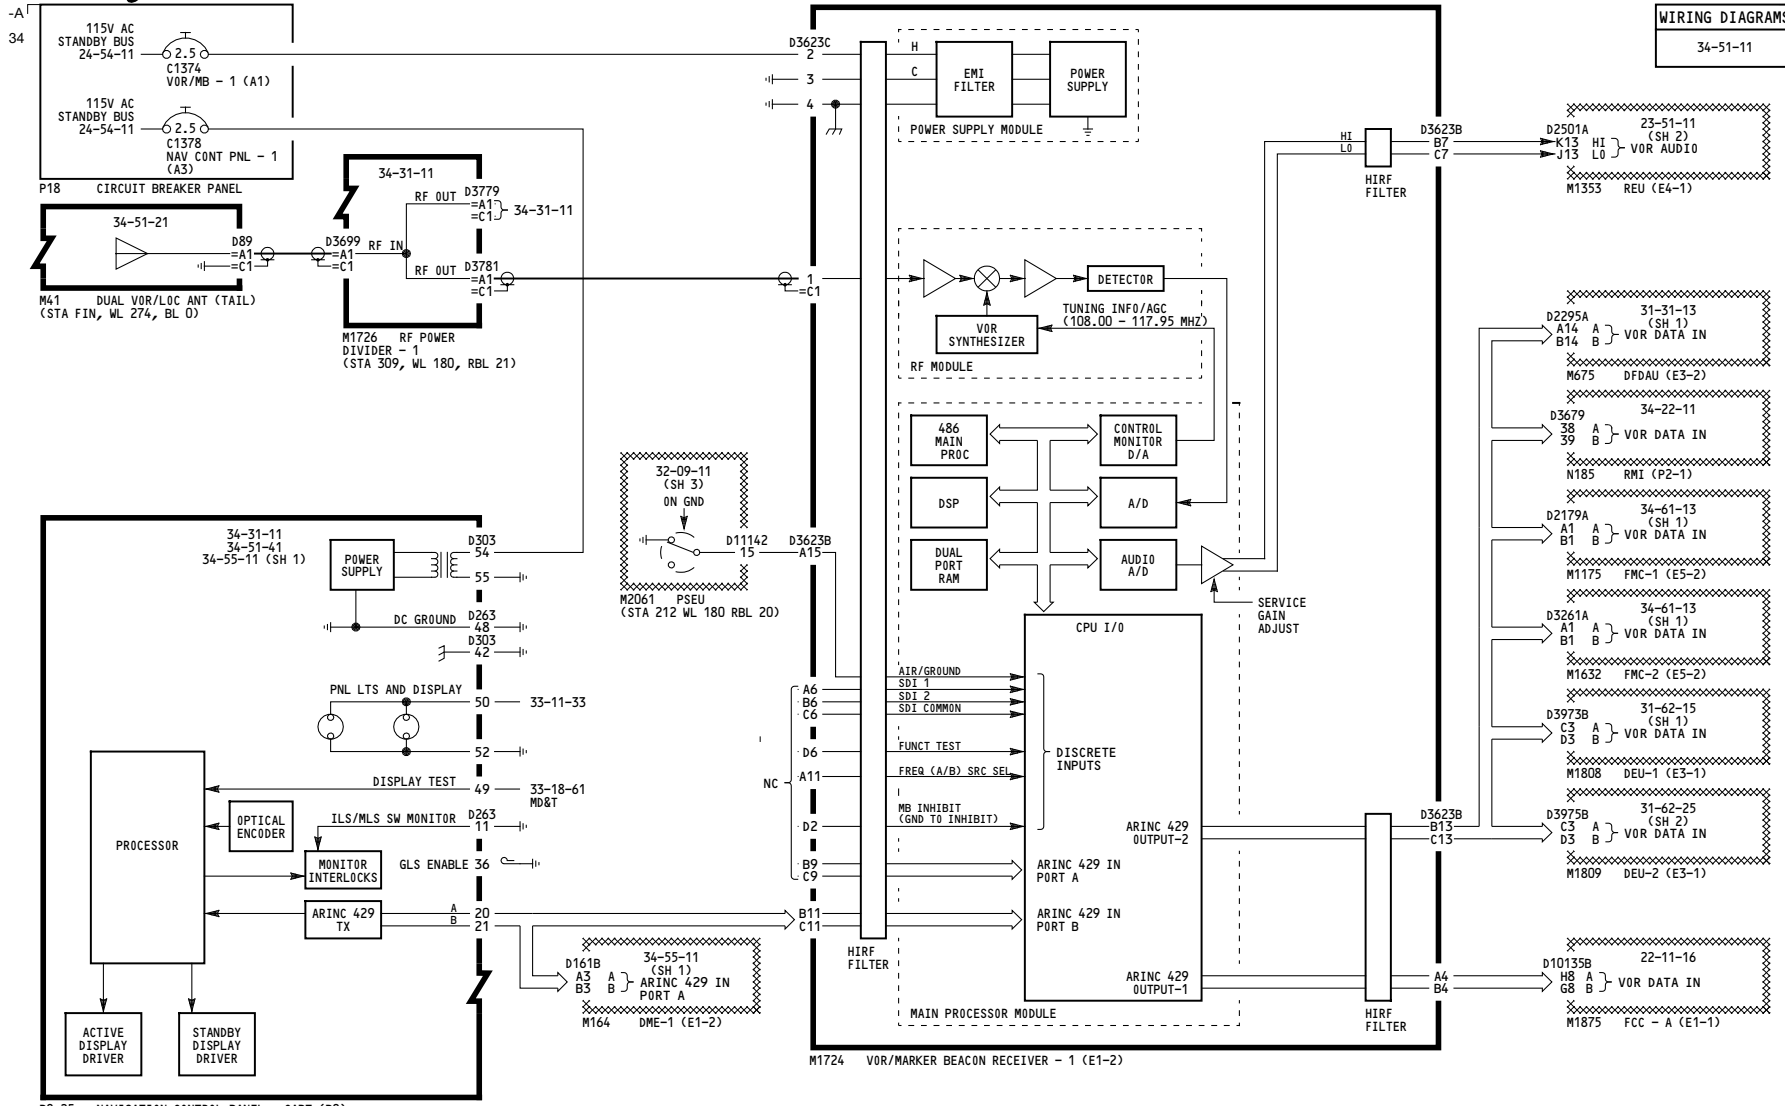 -A
34
115V AC
STANDBY BUS
24-54-11
2.5
C1374
VOR/MB - 1 (A1)
115V AC
STANDBY BUS
24-54-11
2.5
C1378
NAV CONT PNL - 1
(A3)
P18 CIRCUIT BREAKER PANEL
34-51-21
D89
=A1
=C1
M41 DUAL VOR/LOC ANT (TAIL)
(STA FIN, WL 274, BL 0)
34-31-11
D3699
=A1
=C1
RF IN
RF OUT
D3779
=A1
=C1
34-31-11
RF OUT
D3781
=A1
=C1
M1726 RF POWER
DIVIDER - 1
(STA 309, WL 180, RBL 21)
34-31-11
34-51-41
34-55-11 (SH 1)
POWER
SUPPLY
D303
54
55
DC GROUND
D263
48
D303
42
PNL LTS AND DISPLAY
50
33-11-33
52
DISPLAY TEST
49
33-18-61
MD&T
ILS/MLS SW MONITOR
D263
11
GLS ENABLE 36
PROCESSOR
OPTICAL
ENCODER
MONITOR
INTERLOCKS
ARINC 429
TX
A
B
20
21
ACTIVE
DISPLAY
DRIVER
STANDBY
DISPLAY
DRIVER
32-09-11
(SH 3)
ON GND
D11142
15
M2061 PSEU
(STA 212 WL 180 RBL 20)
34-55-11
(SH 1)
D161B
A3 A
B3 B
ARINC 429 IN
PORT A
M164 DME-1 (E1-2)
D3623C
2
3
4
1
=C1
D3623B
A15
NC
A6
B6
C6
D6
A11
D2
B9
C9
B11
C11
HIRF
FILTER
H
C
EMI
FILTER
POWER
SUPPLY
POWER SUPPLY MODULE
DETECTOR
TUNING INFO/AGC
(108.00 - 117.95 MHZ)
VOR
SYNTHESIZER
RF MODULE
486
MAIN
PROC
CONTROL
MONITOR
D/A
DSP
A/D
DUAL
PORT
RAM
AUDIO
A/D
SERVICE
GAIN
ADJUST
CPU I/O
AIR/GROUND
SDI 1
SDI 2
SDI COMMON
FUNCT TEST
FREQ (A/B) SRC SEL
MB INHIBIT
(GND TO INHIBIT)
DISCRETE
INPUTS
ARINC 429
OUTPUT-2
ARINC 429 IN
PORT A
ARINC 429 IN
PORT B
ARINC 429
OUTPUT-1
MAIN PROCESSOR MODULE
M1724 VOR/MARKER BEACON RECEIVER - 1 (E1-2)
HI
LO
HIRF
FILTER
D3623B
B7
C7
D3623B
B13
C13
A4
B4
HIRF
FILTER
WIRING DIAGRAMS
34-51-11
23-51-11
(SH 2)
D2501A
K13 HI
J13 LO
VOR AUDIO
M1353 REU (E4-1)
31-31-13
(SH 1)
D2295A
A14 A
B14 B
VOR DATA IN
M675 DFDAU (E3-2)
34-22-11
D3679
38 A
39 B
VOR DATA IN
N185 RMI (P2-1)
34-61-13
(SH 1)
D2179A
A1 A
B1 B
VOR DATA IN
M1175 FMC-1 (E5-2)
34-61-13
(SH 1)
D3261A
A1 A
B1 B
VOR DATA IN
M1632 FMC-2 (E5-2)
31-62-15
(SH 1)
D3973B
C3 A
D3 B
VOR DATA IN
M1808 DEU-1 (E3-1)
31-62-25
(SH 2)
D3975B
C3 A
D3 B
VOR DATA IN
M1809 DEU-2 (E3-1)
22-11-16
D10135B
H8 A
G8 B
VOR DATA IN
M1875 FCC - A (E1-1)